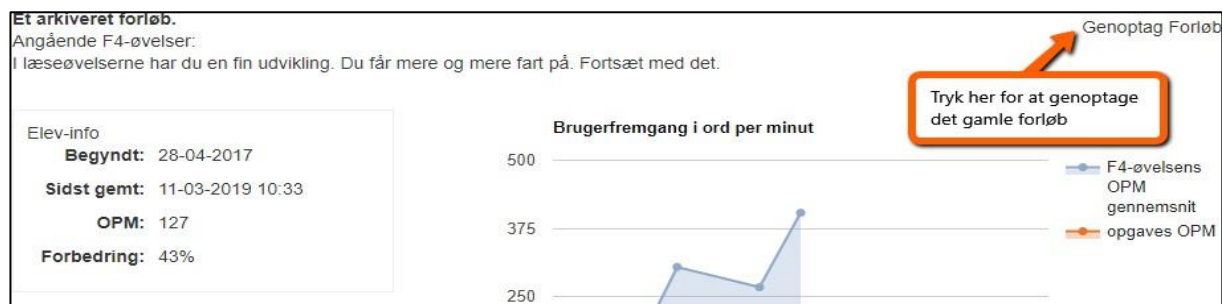 Et arkiveret forløb.
Genoptag Forløb
Angående F4-øvelser:
I læseøvelserne har du en fin udvikling. Du får mere og mere fart på. Fortsæt med det.
Tryk her for at genoptage
det gamle forløb
Elev-info
Begyndt: 28-04-2017
Sidst gemt: 11-03-2019 10:33
OPM: 127
Forbedring: 43%
Brugerfremgang i ord per minut
500
375
250
F4-øvelsens
OPM
gennemsnit
opgaves OPM